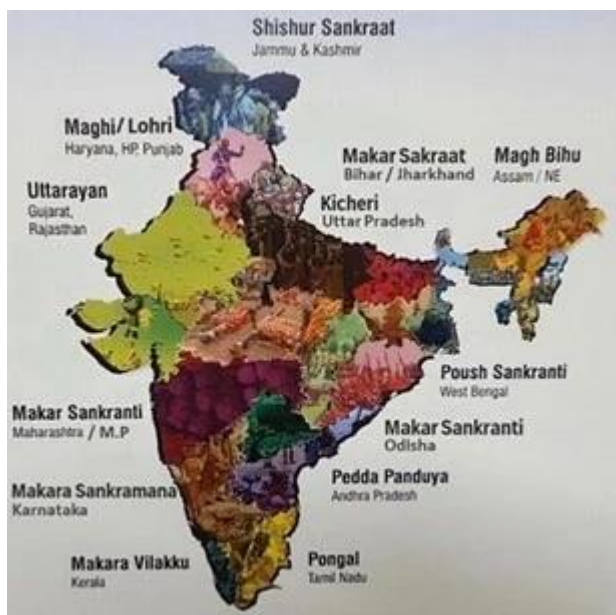 Shishur Sankraat
Jammu & Kashmir
Maghi/ Lohri
Haryana, HP, Punjab
Makar Sakraat
Bihar / Jharkhand
Magh Bihu
Assam / NE
Uttarayan
Gujarat,
Rajasthan
Kicheri
Uttar Pradesh
Poush Sankranti
West Bengal
Makar Sankranti
Maharashtra / M.P
Makar Sankranti
Odisha
Pedda Panduya
Andhra Pradesh
Makara Sankramana
Karnataka
Makara Vilakku
Kerala
Pongal
Tamil Nadu